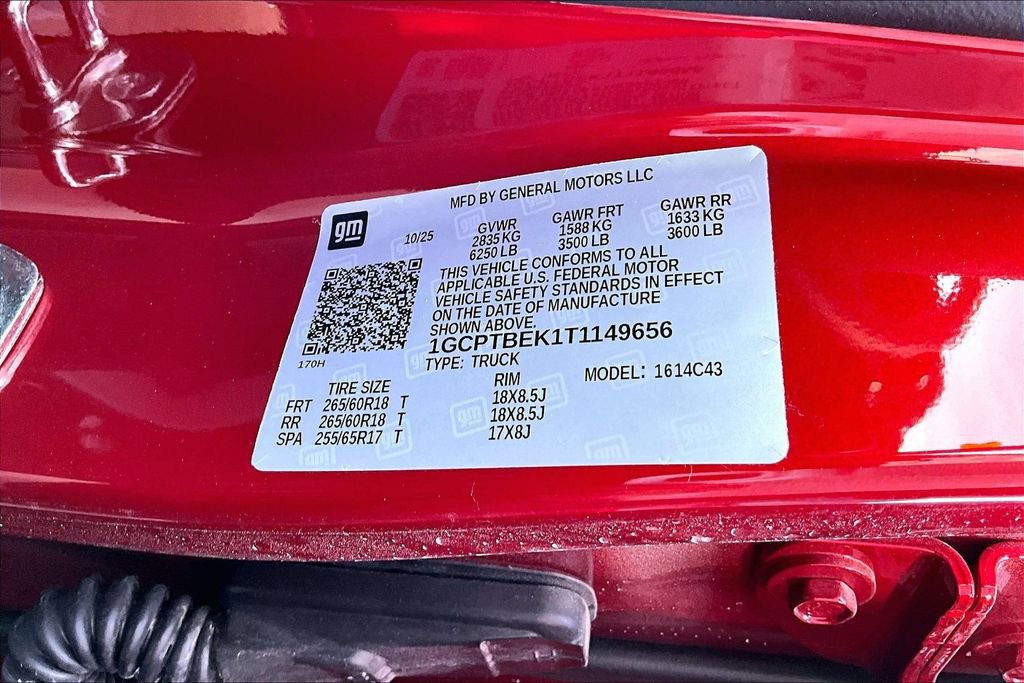 MFD BY GENERAL MOTORS LLC
gm
10/25
GVWR GAWR FRT GAWR RR
2835 KG 1588 KG 1633 KG
6250 LB 3500 LB 3600 LB
THIS VEHICLE CONFORMS TO ALL
APPLICABLE U.S. FEDERAL MOTOR
VEHICLE SAFETY STANDARDS IN EFFECT
ON THE DATE OF MANUFACTURE
SHOWN ABOVE.
1GCPTBEK1T1149656
170H
TYPE: TRUCK MODEL: 1614C43
TIRE SIZE RIM
FRT 265/60R18 T 18X8.5J
RR 265/60R18 T 18X8.5J
SPA 255/65R17 T 17X8J